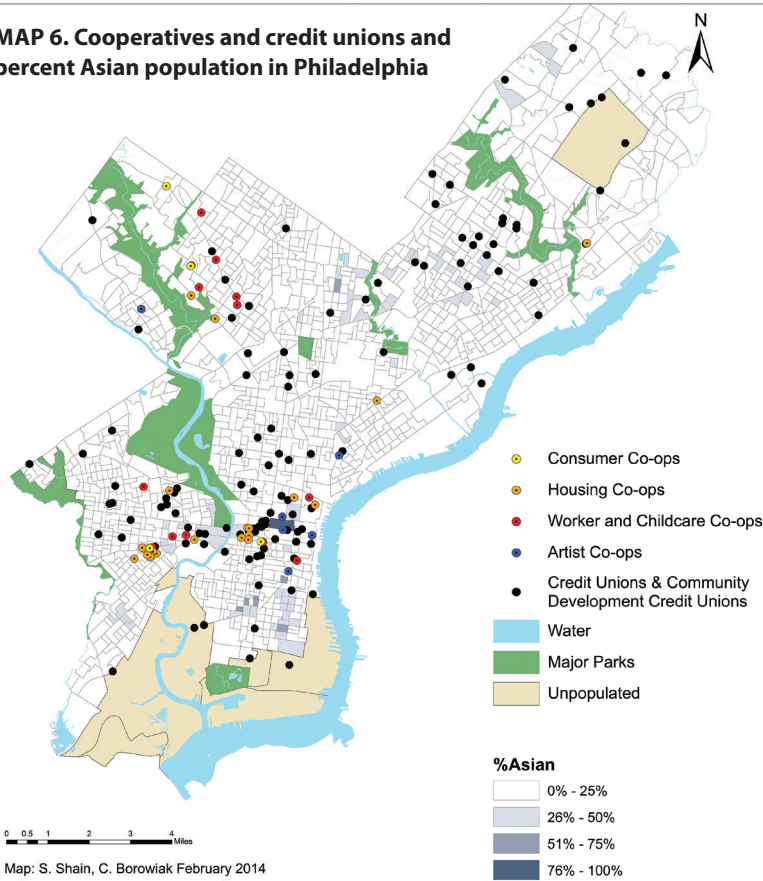 MAP 6. Cooperatives and credit unions and
percent Asian population in Philadelphia
N
Consumer Co-ops
Housing Co-ops
Worker and Childcare Co-ops
Artist Co-ops
Credit Unions & Community
Development Credit Unions
Water
Major Parks
Unpopulated
%Asian
0% - 25%
26% - 50%
51% - 75%
76% - 100%
0 0.5 1 2 3 4
Miles
Map: S. Shain, C. Borowiak February 2014